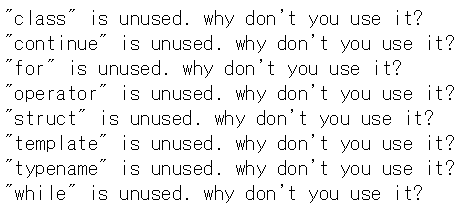 "class" is unused. why don't you use it?
"continue" is unused. why don't you use it?
"for" is unused. why don't you use it?
"operator" is unused. why don't you use it?
"struct" is unused. why don't you use it?
"template" is unused. why don't you use it?
"typename" is unused. why don't you use it?
"while" is unused. why don't you use it?